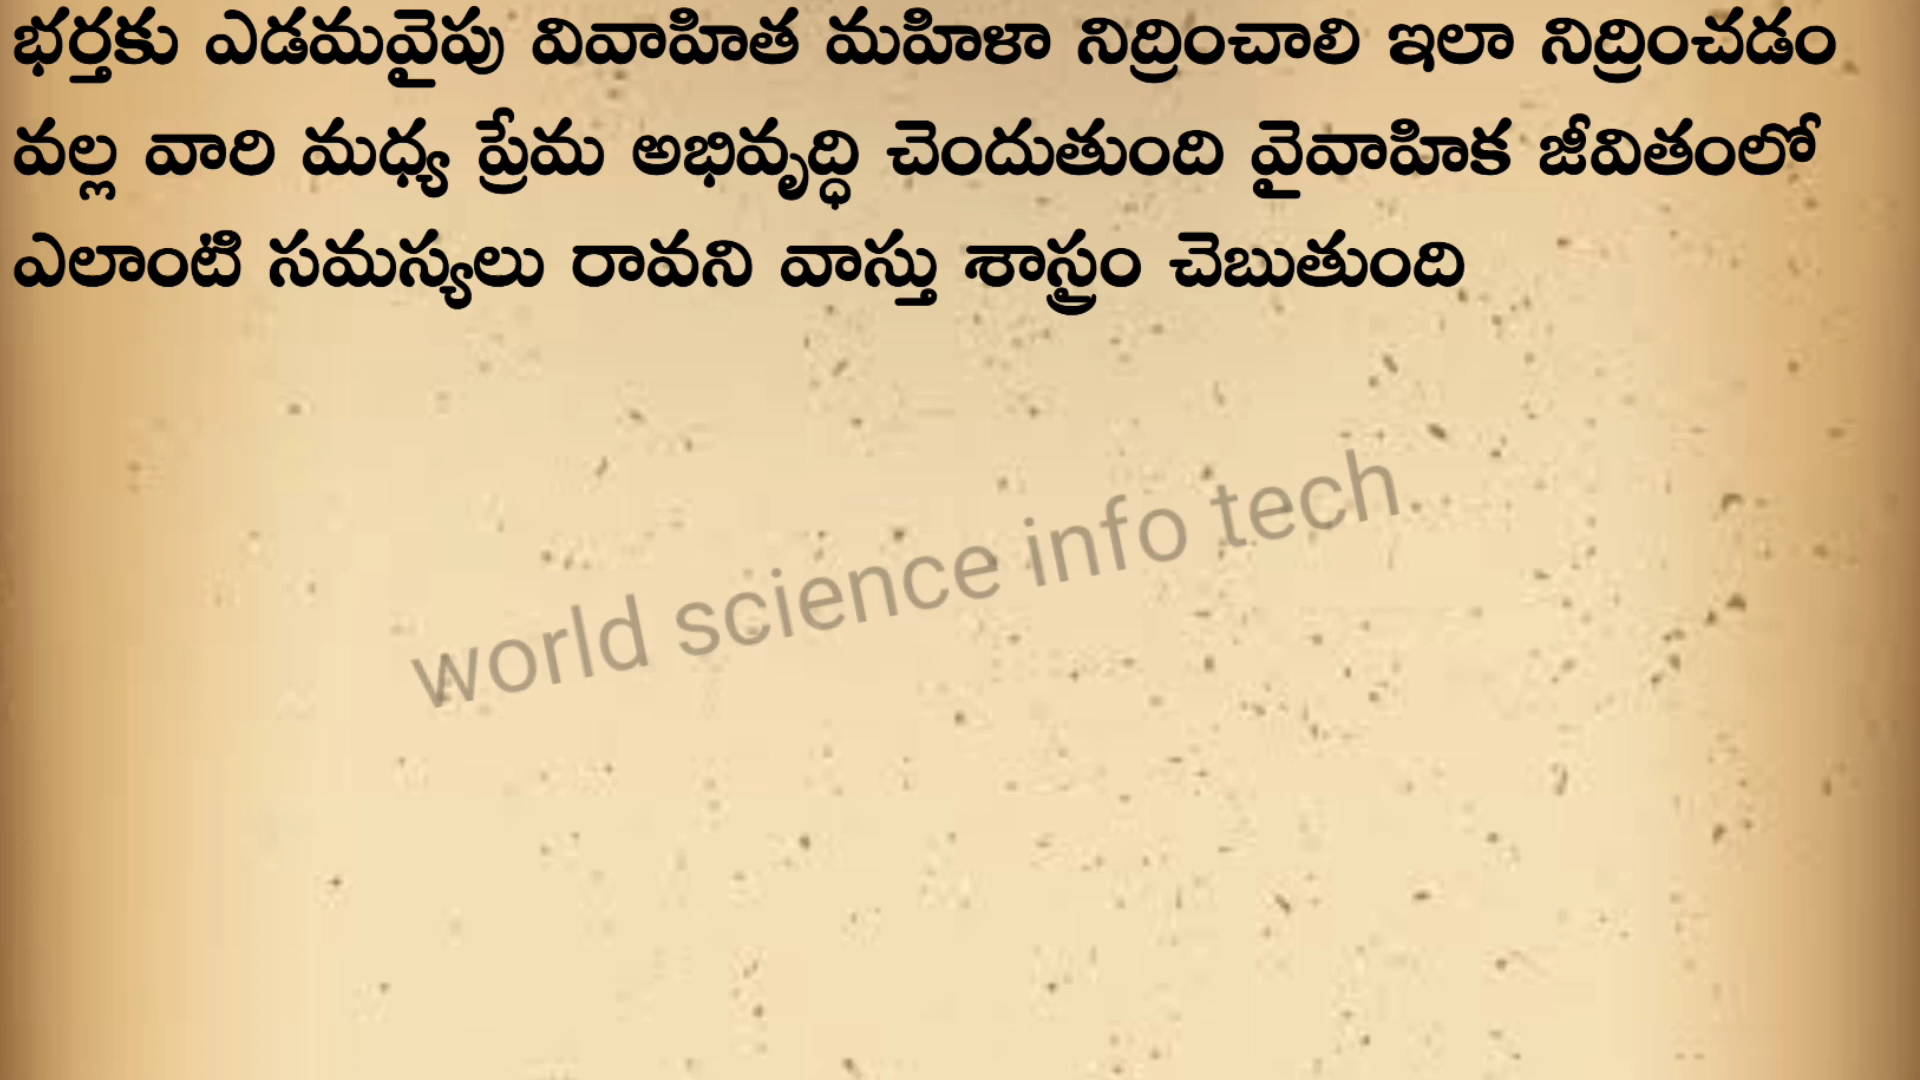 భర్తకు ఎడమవైపు వివాహిత మహిళా నిద్రించాలి ఇలా నిద్రించడం
వల్ల వారి మధ్య ప్రేమ అభివృద్ధి చెందుతుంది వైవాహిక జీవితంలో
ఎలాంటి సమస్యలు రావని వాస్తు శాస్త్రం చెబుతుంది
world science info tech